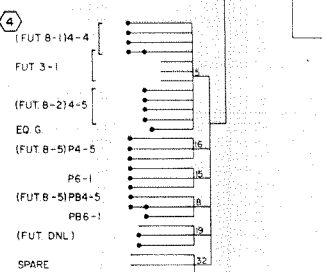 4
(FUT 8-1)4-4
FUT 3-1
5
(FUT. 8-2)4-5
EQ. G.
(FUT. 8-5)P4-5
16
P6-1
15
(FUT. 8-5)PB4-5
8
PB6-1
(FUT. DNL)
19
SPARE
32